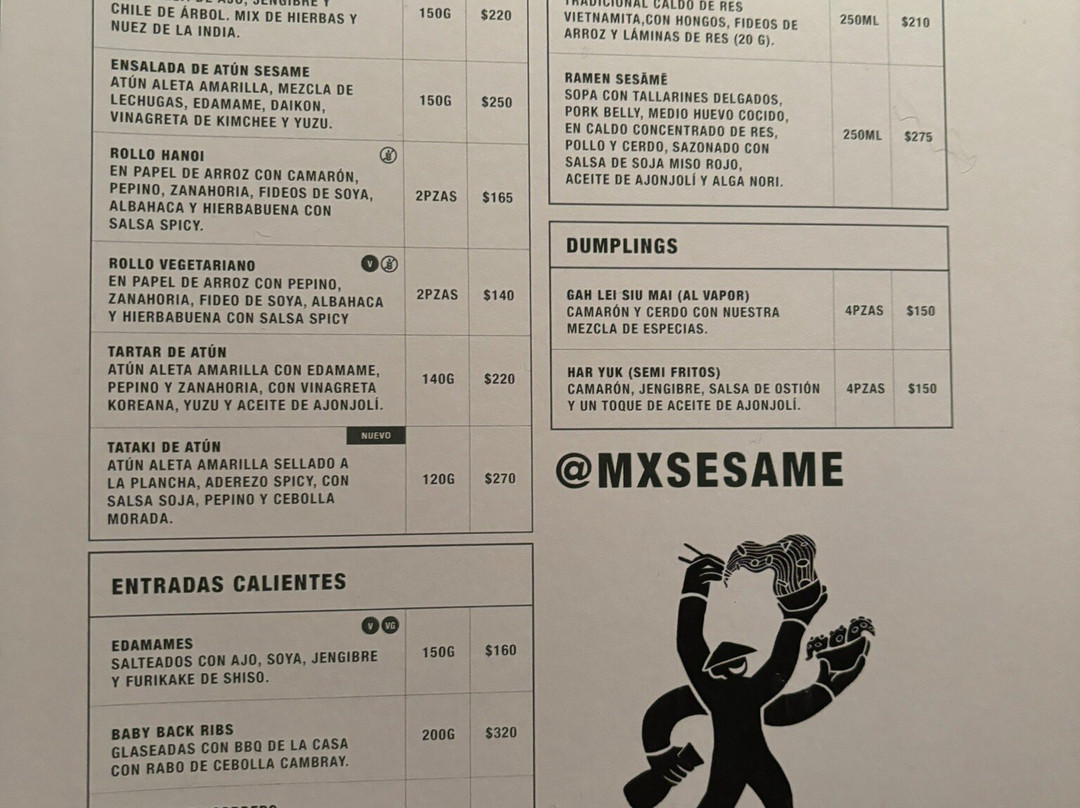 CHILE DE ÁRBOL. MIX DE HIERBAS Y
NUEZ DE LA INDIA.
150G
$220
ENSALADA DE ATÚN SESAME
ATÚN ALETA AMARILLA, MEZCLA DE
LECHUGAS, EDAMAME, DAIKON,
VINAGRETA DE KIMCHEE Y YUZU.
150G
$250
ROLLO HANOI
EN PAPEL DE ARROZ CON CAMARÓN,
PEPINO, ZANAHORIA, FIDEOS DE SOYA,
ALBAHACA Y HIERBABUENA CON
SALSA SPICY.
2PZAS
$165
ROLLO VEGETARIANO
V
EN PAPEL DE ARROZ CON PEPINO,
ZANAHORIA, FIDEO DE SOYA, ALBAHACA
Y HIERBABUENA CON SALSA SPICY
2PZAS
$140
TARTAR DE ATÚN
ATÚN ALETA AMARILLA CON EDAMAME,
PEPINO Y ZANAHORIA, CON VINAGRETA
KOREANA, YUZU Y ACEITE DE AJONJOLÍ.
140G
$220
NUEVO
TATAKI DE ATÚN
ATÚN ALETA AMARILLA SELLADO A
LA PLANCHA, ADEREZO SPICY, CON
SALSA SOJA, PEPINO Y CEBOLLA
MORADA.
120G
$270
ENTRADAS CALIENTES
V VG
EDAMAMES
SALTEADOS CON AJO, SOYA, JENGIBRE
Y FURIKAKE DE SHISO.
150G
$160
BABY BACK RIBS
GLASEADAS CON BBQ DE LA CASA
CON RABO DE CEBOLLA CAMBRAY.
200G
$320
TRADICIONAL CALDO DE RES
VIETNAMITA,CON HONGOS, FIDEOS DE
ARROZ Y LÁMINAS DE RES (20 G).
250ML
$210
RAMEN SESĀMĒ
SOPA CON TALLARINES DELGADOS,
PORK BELLY, MEDIO HUEVO COCIDO,
EN CALDO CONCENTRADO DE RES,
POLLO Y CERDO, SAZONADO CON
SALSA DE SOJA MISO ROJO,
ACEITE DE AJONJOLÍ Y ALGA NORI.
250ML
$275
DUMPLINGS
GAH LEI SIU MAI (AL VAPOR)
CAMARÓN Y CERDO CON NUESTRA
MEZCLA DE ESPECIAS.
4PZAS
$150
HAR YUK (SEMI FRITOS)
CAMARÓN, JENGIBRE, SALSA DE OSTIÓN
Y UN TOQUE DE ACEITE DE AJONJOLÍ.
4PZAS
$150
@MXSESAME